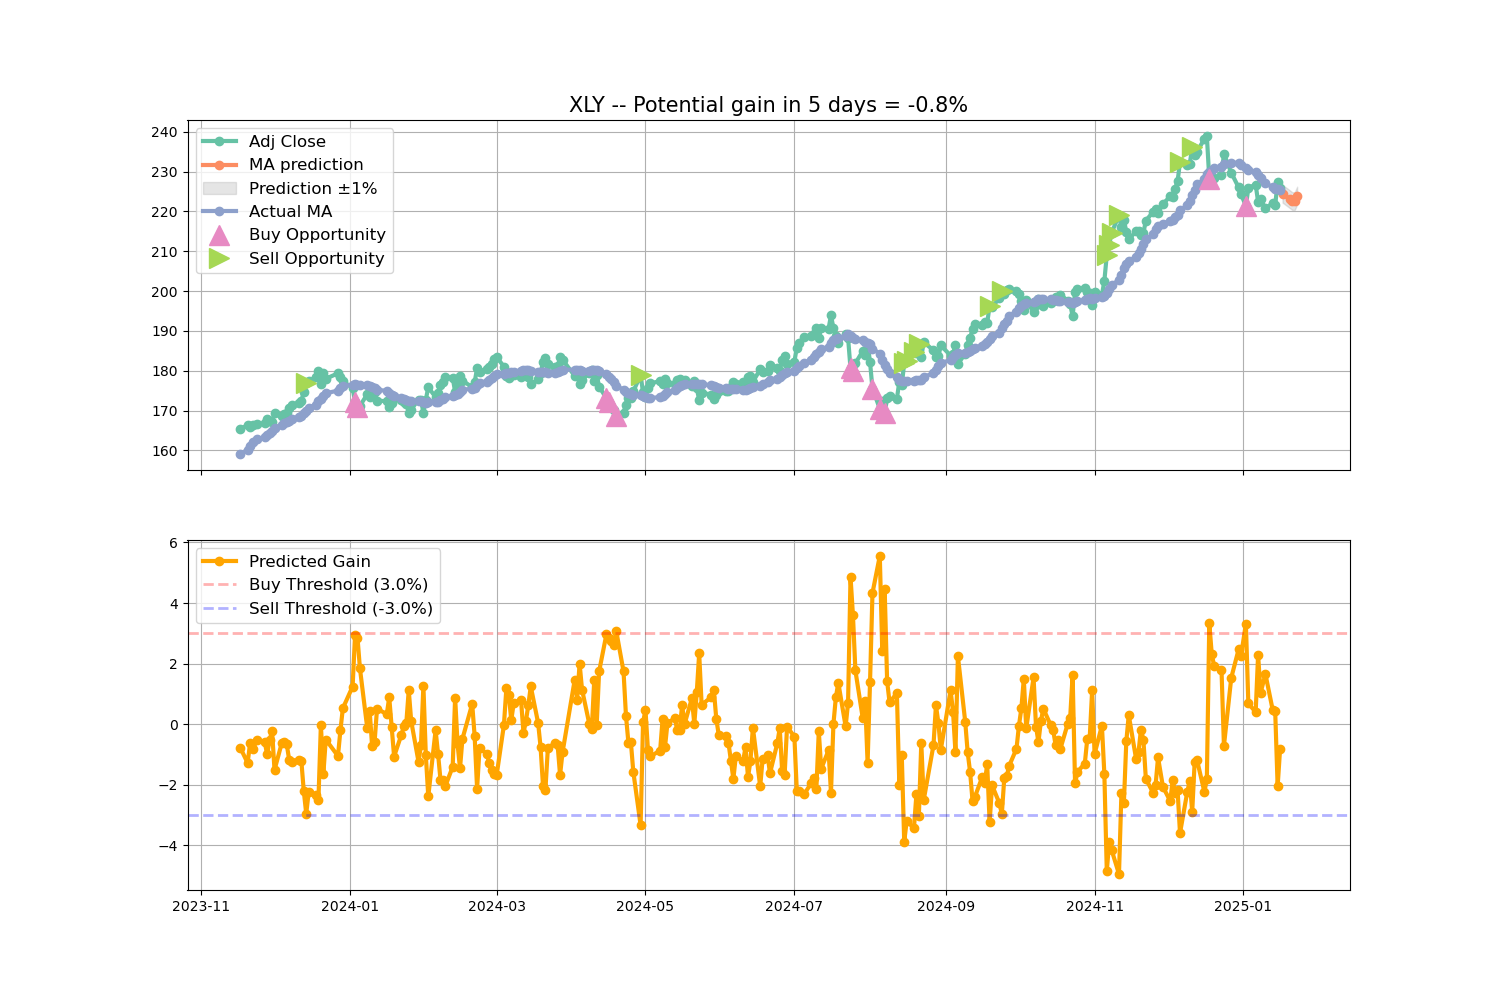 XLY -- Potential gain in 5 days = -0.8%
240
230
220
210
200
190
180
170
160
Adj Close
MA prediction
Prediction ±1%
Actual MA
Buy Opportunity
Sell Opportunity
6
4
2
0
−2
−4
Predicted Gain
Buy Threshold (3.0%)
Sell Threshold (-3.0%)
2023-11
2024-01
2024-03
2024-05
2024-07
2024-09
2024-11
2025-01